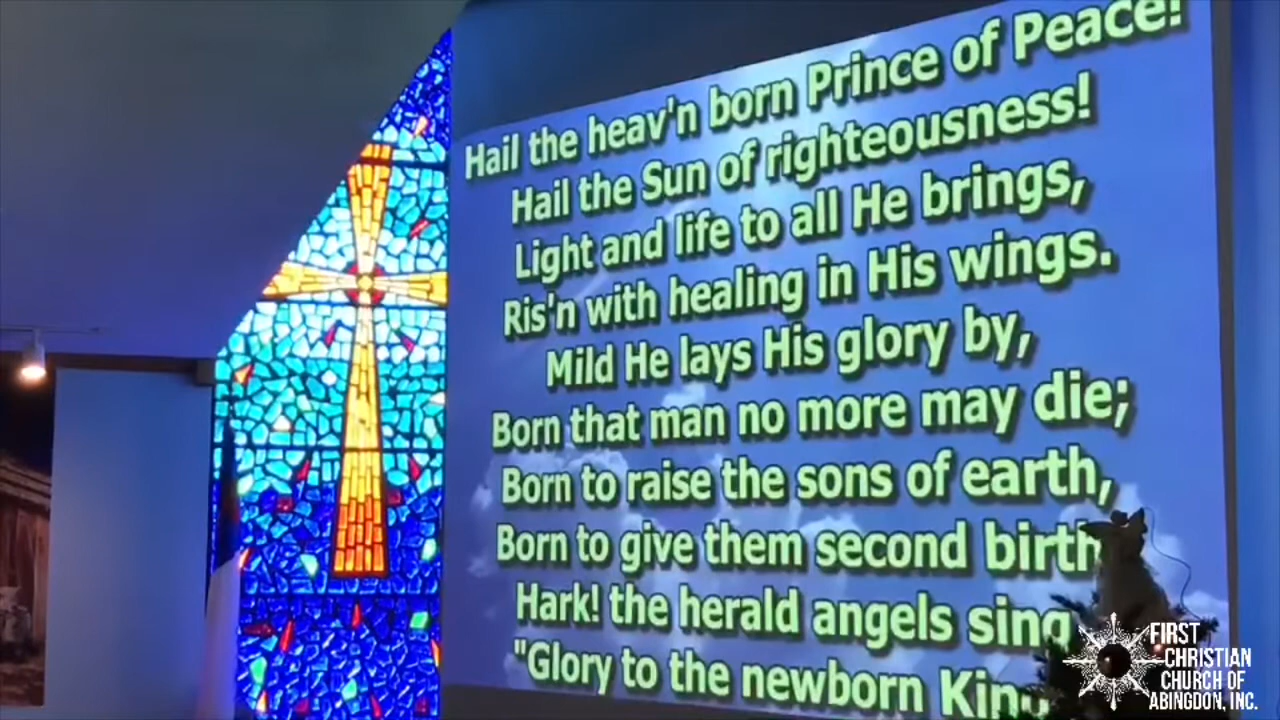 Hail the heav'n born Prince of Peace!
Hail the Sun of righteousness!
Light and life to all He brings,
Ris'n with healing in His wings.
Mild He lays His glory by,
Born that man no more may die;
Born to raise the sons of earth,
Born to give them second birth
Hark! the herald angels sing
"Glory to the newborn King
FIRST
CHRISTIAN
CHURCH OF
ABINGDON, INC.